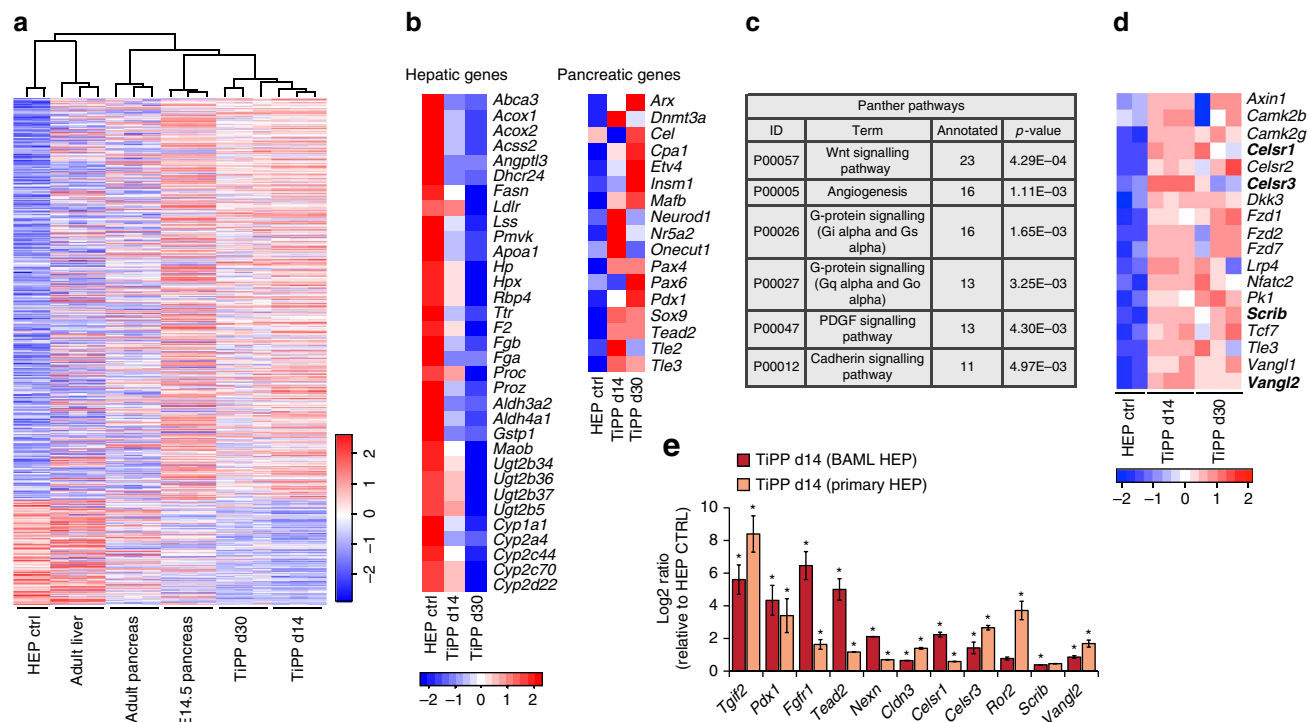 a
2
1
0
−1
−2
HEP ctrl
Adult liver
Adult pancreas
E14.5 pancreas
TiPP d30
TiPP d14
b
Hepatic genes
Abca3
Acox1
Acox2
Acss2
Angptl3
Dhcr24
Fasn
Ldlr
Lss
Pmvk
Apoa1
Hp
Hpx
Rbp4
Ttr
F2
Fgb
Fga
Proc
Proz
Aldh3a2
Aldh4a1
Gstp1
Maob
Ugt2b34
Ugt2b36
Ugt2b37
Ugt2b5
Cyp1a1
Cyp2a4
Cyp2c44
Cyp2c70
Cyp2d22
HEP ctrl
TiPP d14
TiPP d30
−2 −1 0 1 2
Pancreatic genes
Arx
Dnmt3a
Cel
Cpa1
Etv4
Insm1
Mafb
Neurod1
Nr5a2
Onecut1
Pax4
Pax6
Pdx1
Sox9
Tead2
Tle2
Tle3
HEP ctrl
TiPP d14
TiPP d30
c
Panther pathways
ID Term Annotated p-value
P00057 Wnt signalling pathway 23 4.29E−04
P00005 Angiogenesis 16 1.11E−03
P00026 G-protein signalling (Gi alpha and Gs alpha) 16 1.65E−03
P00027 G-protein signalling (Gq alpha and Go alpha) 13 3.25E−03
P00047 PDGF signalling pathway 13 4.30E−03
P00012 Cadherin signalling pathway 11 4.97E−03
d
Axin1
Camk2b
Camk2g
Celsr1
Celsr2
Celsr3
Dkk3
Fzd1
Fzd2
Fzd7
Lrp4
Nfatc2
Pk1
Scrib
Tcf7
Tle3
Vangl1
Vangl2
HEP ctrl
TiPP d14
TiPP d30
−2 −1 0 1 2
e
TiPP d14 (BAML HEP)
TiPP d14 (primary HEP)
Log2 ratio
(relative to HEP CTRL)
10
8
6
4
2
0
* * * * * * * * * * * * * * * * * * * *
Tgif2
Pdx1
Fgfr1
Tead2
Nexn
Cldn3
Celsr1
Celsr3
Ror2
Scrib
Vangl2